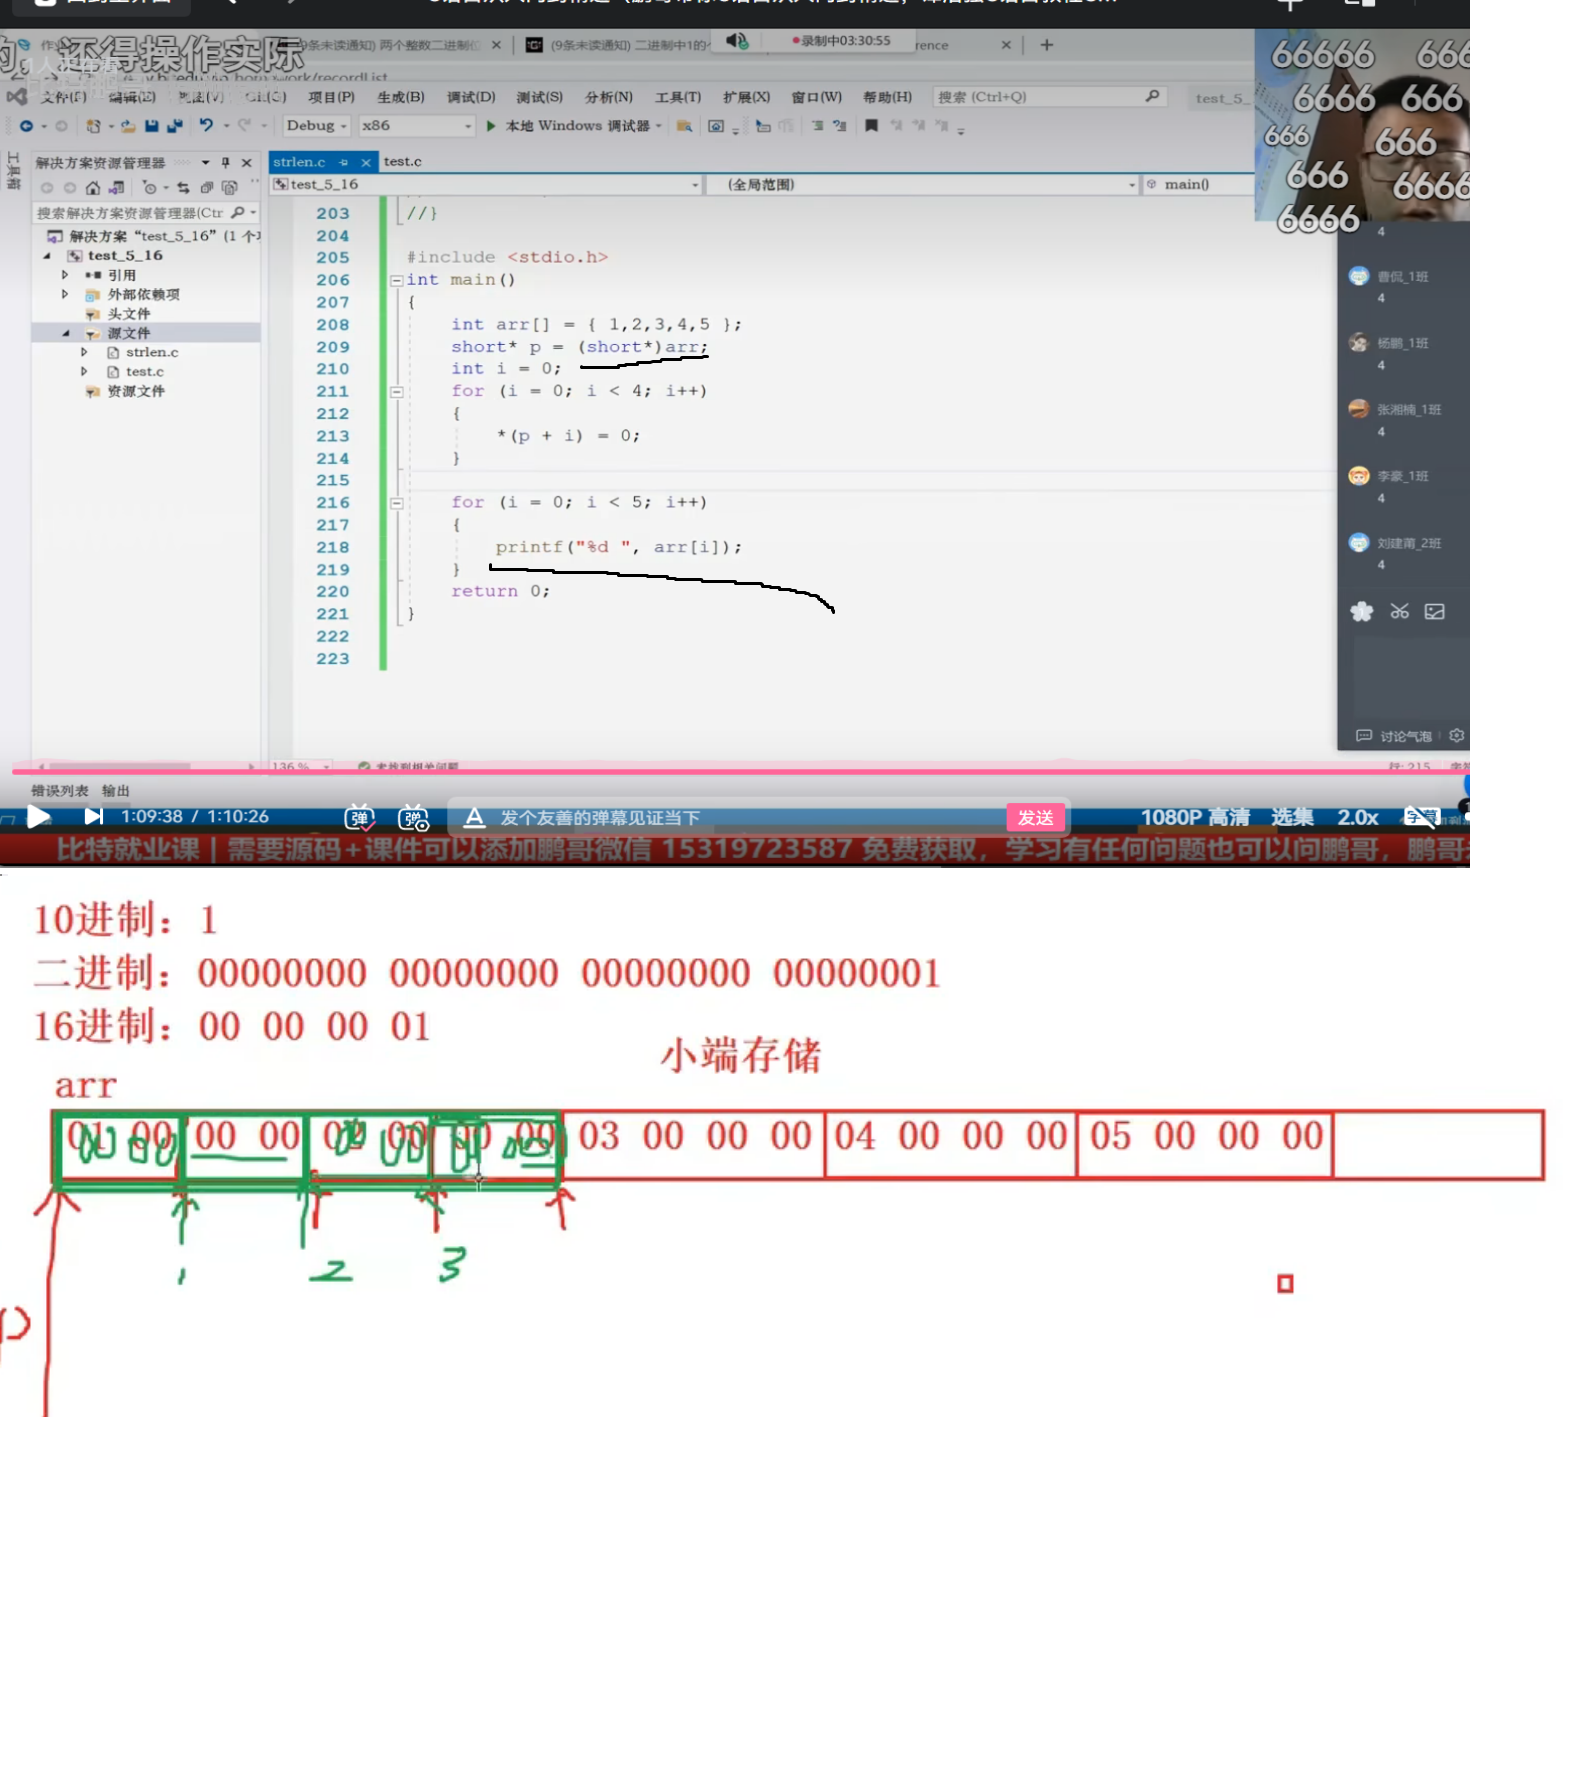 1人正在看
的，还得操作实际
9条未读通知) 两个整数二进制位
(9条未读通知) 二进制中1的个
录制中03:30:55
rence
文件(F) 编辑(E) 视图(V) Git(G) 项目(P) 生成(B) 调试(D) 测试(S) 分析(N) 工具(T) 扩展(X) 窗口(W) 帮助(H) 搜索 (Ctrl+Q) test_5_
Debug x86 本地 Windows 调试器
66666 666
6666 666
666 666
666 6666
6666
工具箱
解决方案资源管理器
搜索解决方案资源管理器(Ctr
解决方案 “test_5_16” (1 个项
test_5_16
引用
外部依赖项
头文件
源文件
strlen.c
test.c
资源文件
strlen.c test.c
test_5_16 (全局范围) main()
203 //}
204
205 #include <stdio.h>
206 int main()
207 {
208 int arr[] = { 1,2,3,4,5 };
209 short* p = (short*)arr;
210 int i = 0;
211 for (i = 0; i < 4; i++)
212 {
213 *(p + i) = 0;
214 }
215
216 for (i = 0; i < 5; i++)
217 {
218 printf("%d ", arr[i]);
219 }
220 return 0;
221 }
222
223
4
曹侃_1班
4
杨鹏_1班
4
张湘楠_1班
4
李豪_1班
4
刘建甫_2班
4
讨论气泡
136 % 未找到相关问题 行: 215
错误列表 输出
1:09:38 / 1:10:26 弹 弹 发个友善的弹幕见证当下 发送 1080P 高清 选集 2.0x 字幕
比特就业课 | 需要源码+课件可以添加鹏哥微信 15319723587 免费获取，学习有任何问题也可以问鹏哥，鹏哥
10进制：1
二进制：00000000 00000000 00000000 00000001
16进制：00 00 00 01
小端存储
arr
01 00 00 00 02 00 00 00 03 00 00 00 04 00 00 00 05 00 00 00
1 2 3
p